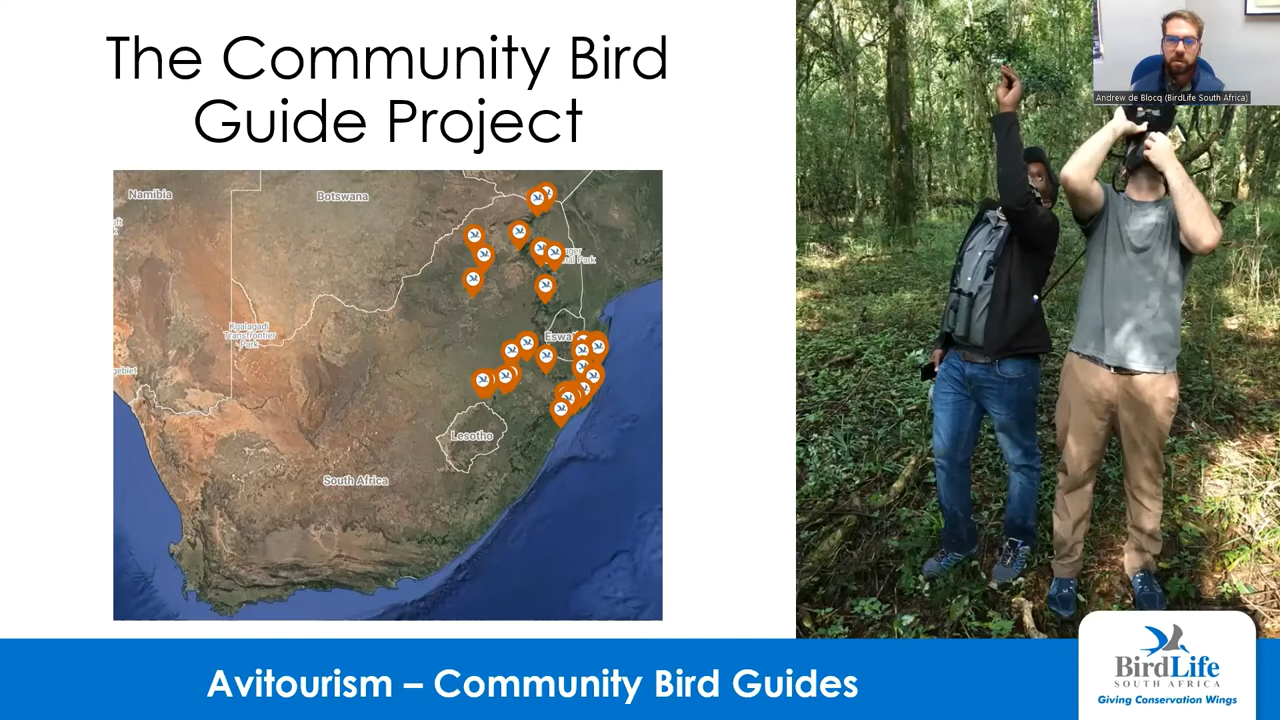 The Community Bird
Guide Project
Andrew de Blocq (BirdLife South Africa)
Namibia
Botswana
Kgalagadi
Transfrontier
Park
Eswa
Lesotho
South Africa
Avitourism – Community Bird Guides
BirdLife
SOUTH AFRICA
Giving Conservation Wings